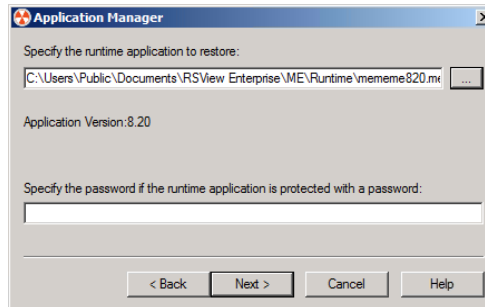 Application Manager
Specify the runtime application to restore:
C:\Users\Public\Documents\RSView Enterprise\ME\Runtime\mememe820.me
...
Application Version:8.20
Specify the password if the runtime application is protected with a password:
< Back Next > Cancel Help